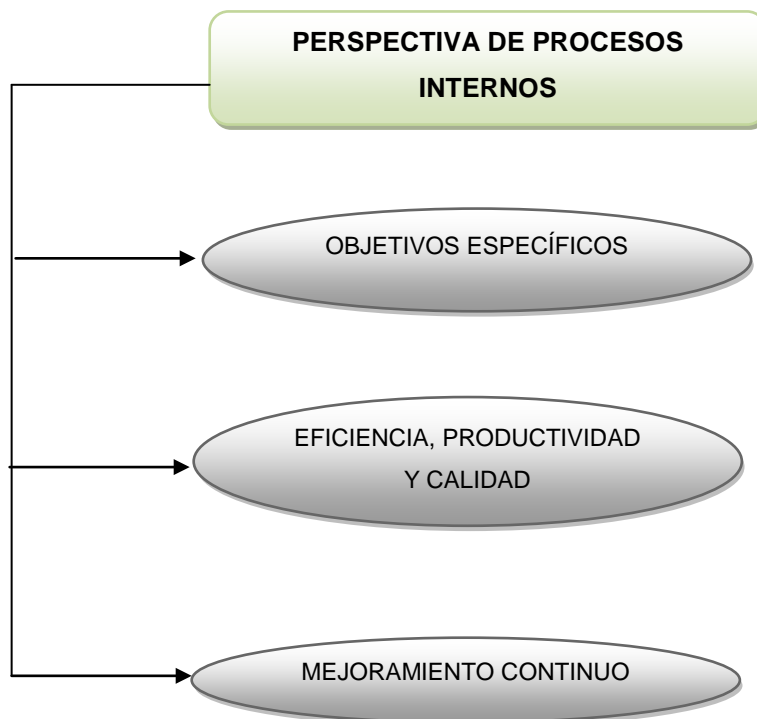 PERSPECTIVA DE PROCESOS
INTERNOS
OBJETIVOS ESPECÍFICOS
EFICIENCIA, PRODUCTIVIDAD
Y CALIDAD
MEJORAMIENTO CONTINUO